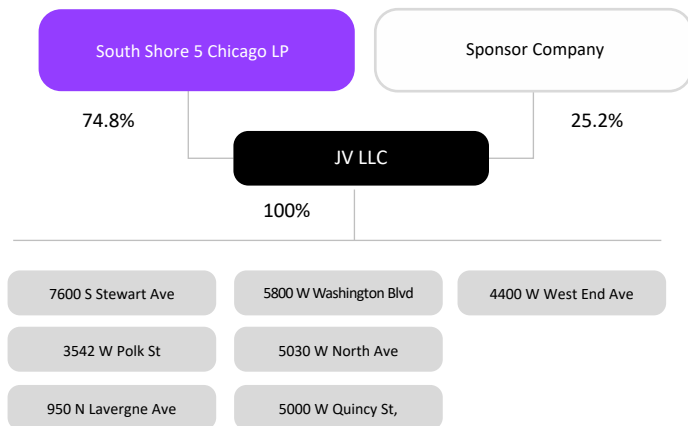 South Shore 5 Chicago LP
Sponsor Company
74.8%
25.2%
JV LLC
100%
7600 S Stewart Ave
5800 W Washington Blvd
4400 W West End Ave
3542 W Polk St
5030 W North Ave
950 N Lavergne Ave
5000 W Quincy St,